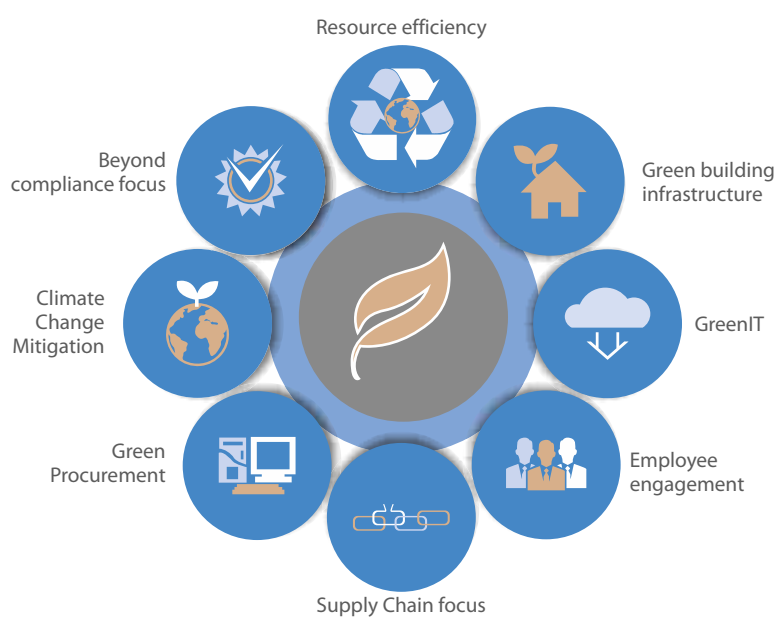 Resource efficiency
Green building
infrastructure
GreenIT
Employee
engagement
Supply Chain focus
Green
Procurement
Climate
Change
Mitigation
Beyond
compliance focus